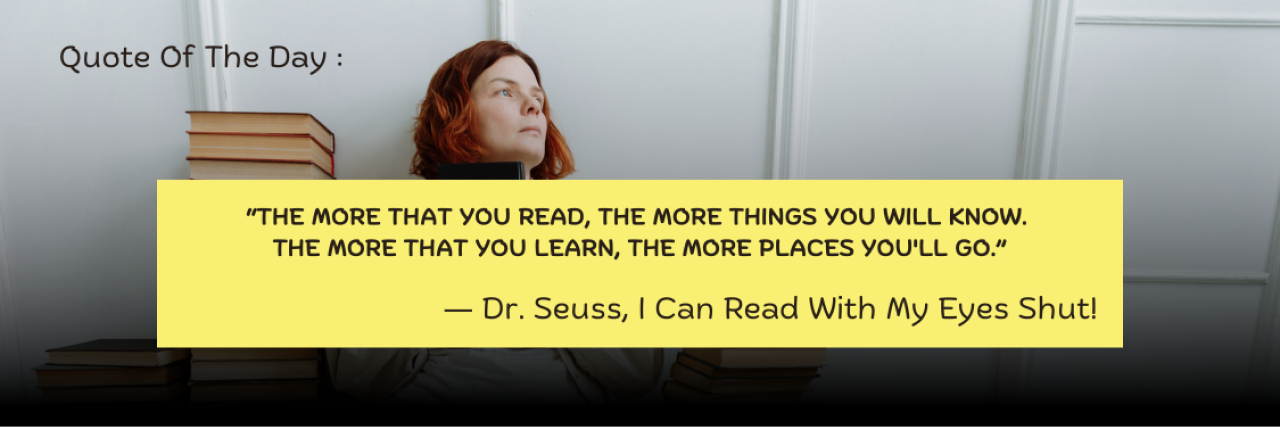 Quote Of The Day :
“THE MORE THAT YOU READ, THE MORE THINGS YOU WILL KNOW.
THE MORE THAT YOU LEARN, THE MORE PLACES YOU'LL GO.”
— Dr. Seuss, I Can Read With My Eyes Shut!